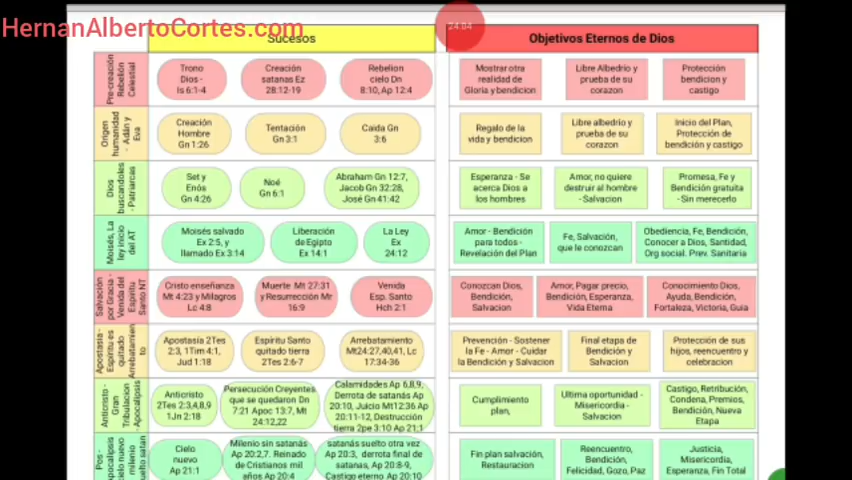 HernanAlbertoCortes.com
24:04
Sucesos
Objetivos Eternos de Dios
Pre-creación
Rebelión
Celestial
Trono
Dios -
Is 6:1-4
Creación
satanas Ez
28:12-19
Rebelion
cielo Dn
8:10, Ap 12:4
Mostrar otra
realidad de
Gloria y bendicion
Libre Albedrío y
prueba de su
corazon
Protección
bendicion y
castigo
Origen
humanidad
- Adán y
Eva
Creación
Hombre
Gn 1:26
Tentación
Gn 3:1
Caida Gn
3:6
Regalo de la
vida y bendicion
Libre albedrío y
prueba de su
corazon
Inicio del Plan,
Protección de
bendición y castigo
Dios
buscandoles
- Patriarcas
Set y
Enós
Gn 4:26
Noé
Gn 6:1
Abraham Gn 12:7,
Jacob Gn 32:28,
José Gn 41:42
Esperanza - Se
acerca Dios a
los hombres
Amor, no quiere
destruir al hombre
- Salvacion
Promesa, Fe y
Bendición gratuita
- Sin merecerlo
Moisés, La
ley inicio
del AT
Moisés salvado
Ex 2:5, y
llamado Ex 3:14
Liberación
de Egipto
Ex 14:1
La Ley
Ex
24:12
Amor - Bendición
para todos -
Revelación del Plan
Fe, Salvación,
que le conozcan
Obediencia, Fe, Bendición,
Conocer a Dios, Santidad,
Org social. Prev. Sanitaria
Salvación
por Gracia -
Venida del
Espíritu
Santo NT
Cristo enseñanza
Mt 4:23 y Milagros
Lc 4:8
Muerte Mt 27:31
y Resurrección Mr
16:9
Venida
Esp. Santo
Hch 2:1
Conozcan Dios,
Bendición,
Salvacion
Amor, Pagar precio,
Bendición, Esperanza,
Vida Eterna
Conocimiento Dios,
Ayuda, Bendición,
Fortaleza, Victoria, Guia
Apostasía -
Espíritu es
quitado
Arrebatamien
to
Apostasía 2Tes
2:3, 1Tim 4:1,
Jud 1:18
Espíritu Santo
quitado tierra
2Tes 2:6-7
Arrebatamiento
Mt24:27,40,41, Lc
17:34-36
Prevención - Sostener
la Fe - Amor - Cuidar
la Bendición y Salvacion
Final etapa de
Bendición y
Salvacion
Protección de sus
hijos, reencuentro y
celebracion
Anticristo -
Gran
Tribulación
- Apocalipsis
Anticristo
2Tes 2:3,4,8,9
1Jn 2:18
Persecución Creyentes
que se quedaron Dn
7:21 Apoc 13:7, Mt
24:12,22
Calamidades Ap 6,8,9,
Derrota de satanás Ap
20:10, Juicio Mt12:36 Ap
20:11-12, Destrucción
tierra 2pe 3:10 Ap 21:1
Cumplimiento
plan,
Ultima oportunidad -
Misericordia -
Salvacion
Castigo, Retribución,
Condena, Premios,
Bendición, Nueva
Etapa
Pos -
Apocalipsis
cielo nuevo
milenio
suelto satan
Cielo
nuevo
Ap 21:1
Milenio sin satanás
Ap 20:2,7. Reinado
de Cristianos mil
años Ap 20:4
satanás suelto otra vez
Ap 20:3, derrota final de
satanas, Ap 20:8-9,
Castigo eterno Ap 20:10
Fin plan salvación,
Restauracion
Reencuentro,
Bendición,
Felicidad, Gozo, Paz
Justicia,
Misericordia,
Esperanza, Fin Total